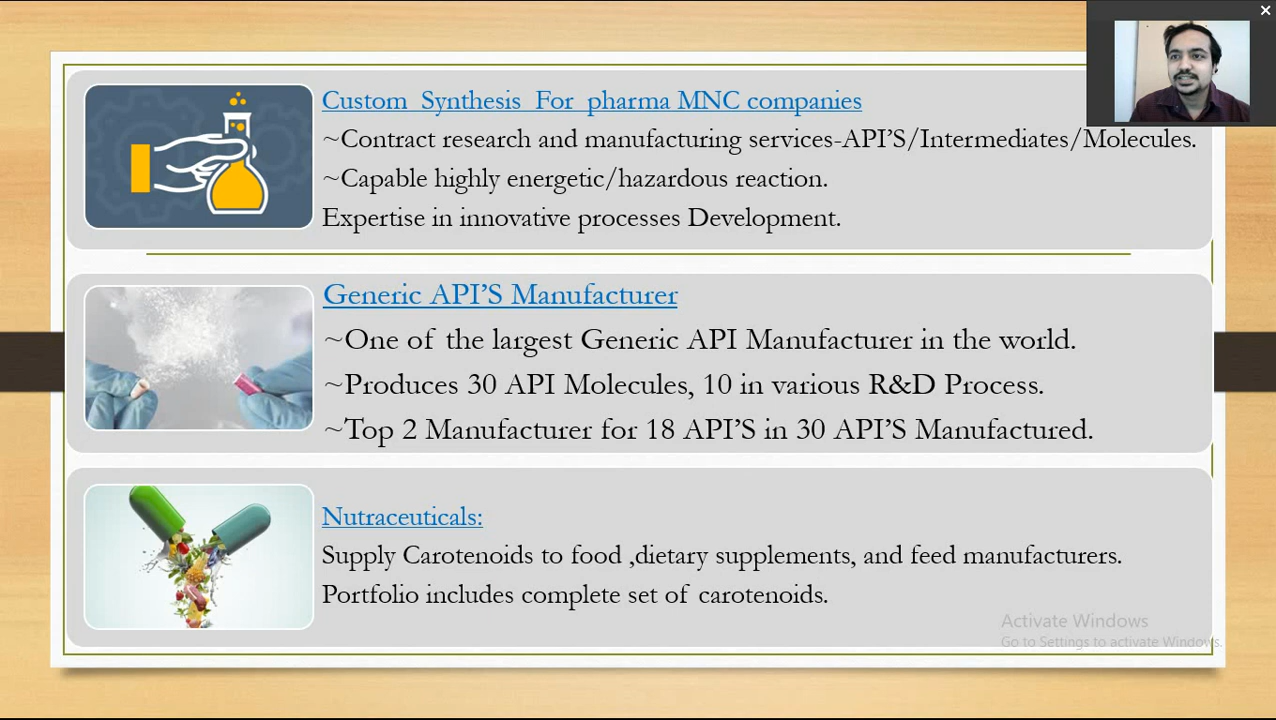 Custom Synthesis For pharma MNC companies
~Contract research and manufacturing services-API'S/Intermediates/Molecules.
~Capable highly energetic/hazardous reaction.
Expertise in innovative processes Development.
Generic API'S Manufacturer
~One of the largest Generic API Manufacturer in the world.
~Produces 30 API Molecules, 10 in various R&D Process.
~Top 2 Manufacturer for 18 API'S in 30 API'S Manufactured.
Nutraceuticals:
Supply Carotenoids to food ,dietary supplements, and feed manufacturers.
Portfolio includes complete set of carotenoids.
Activate Windows
Go to Settings to activate Windows.